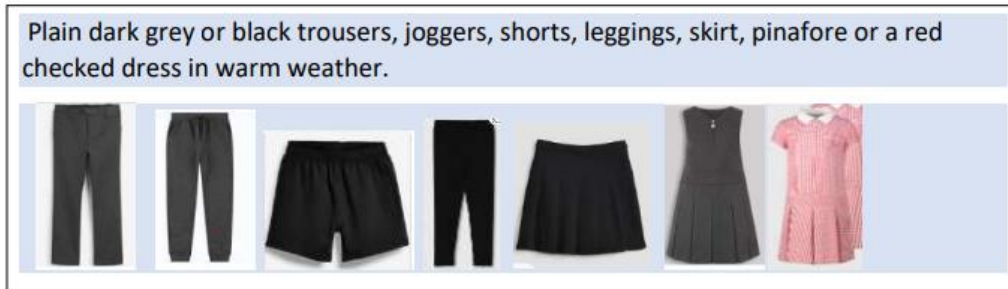 Plain dark grey or black trousers, joggers, shorts, leggings, skirt, pinafore or a red
checked dress in warm weather.